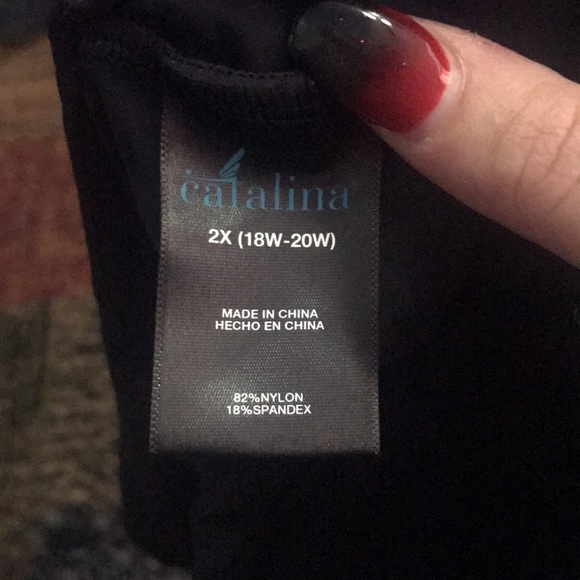 catalina
2X (18W-20W)
MADE IN CHINA
HECHO EN CHINA
82%NYLON
18%SPANDEX